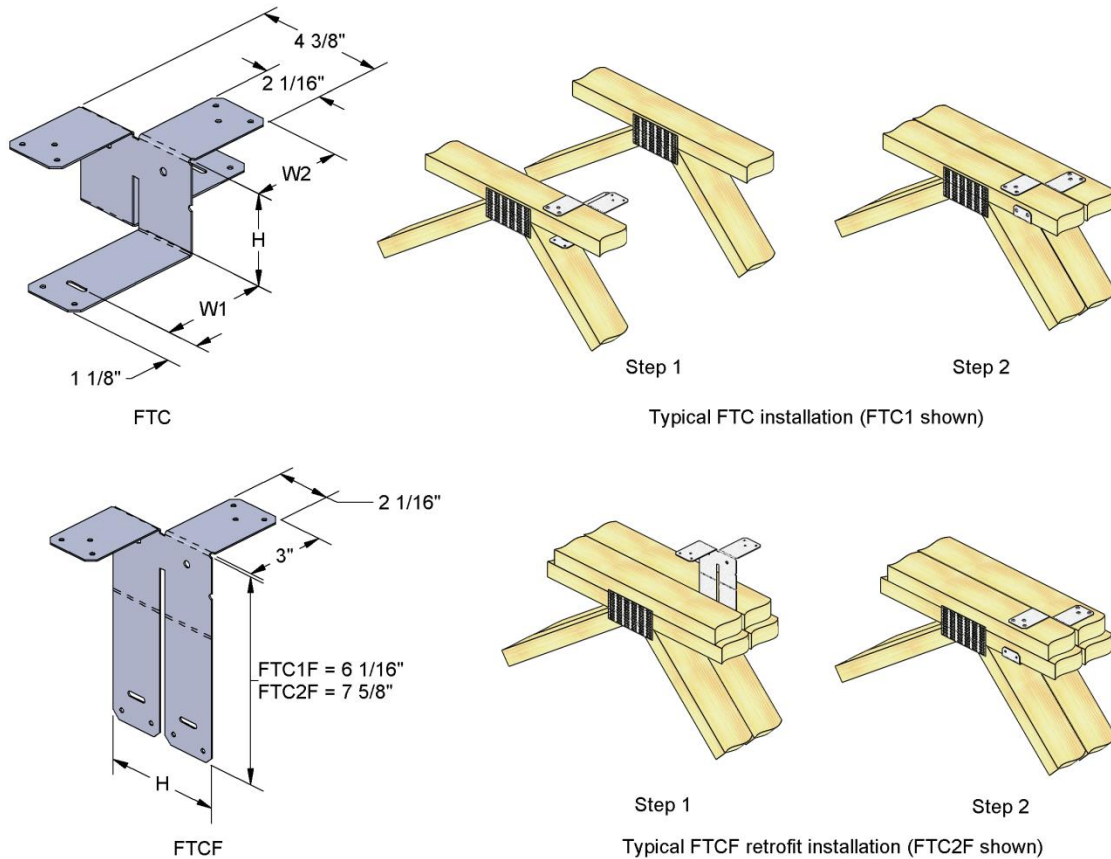 4 3/8"
2 1/16"
W2
H
W1
1 1/8"
FTC
Step 1
Step 2
Typical FTC installation (FTC1 shown)
2 1/16"
3"
FTC1F = 6 1/16"
FTC2F = 7 5/8"
H
FTCF
Step 1
Step 2
Typical FTCF retrofit installation (FTC2F shown)